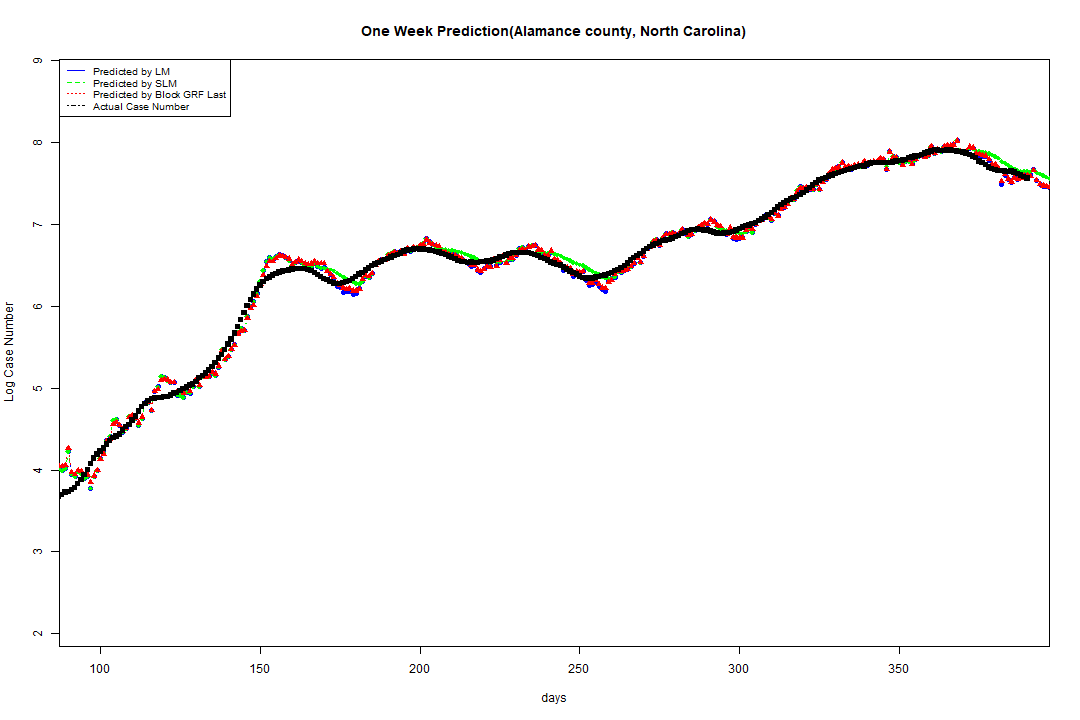 One Week Prediction(Alamance county, North Carolina)
Predicted by LM
Predicted by SLM
Predicted by Block GRF Last
Actual Case Number
9
8
7
6
5
4
3
2
Log Case Number
100 150 200 250 300 350
days